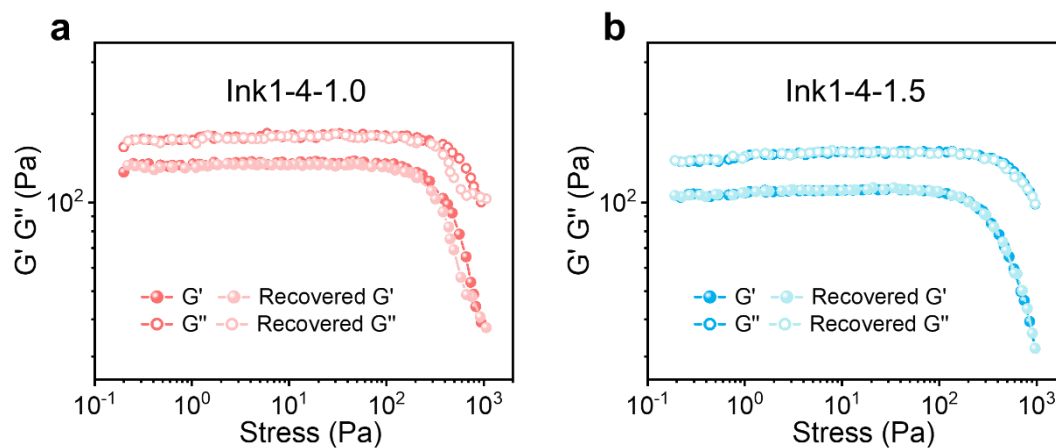 a
Ink1-4-1.0
G' G" (Pa)
10²
G' Recovered G'
G" Recovered G"
10⁻¹ 10⁰ 10¹ 10² 10³
Stress (Pa)
b
Ink1-4-1.5
G' G" (Pa)
10²
G' Recovered G'
G" Recovered G"
10⁻¹ 10⁰ 10¹ 10² 10³
Stress (Pa)